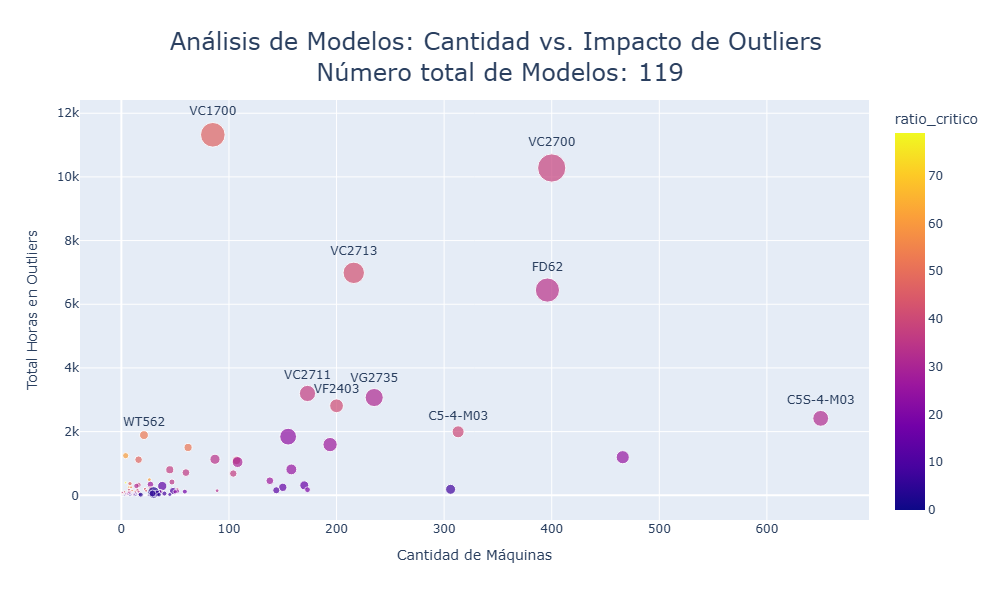 Análisis de Modelos: Cantidad vs. Impacto de Outliers
Número total de Modelos: 119
ratio_critico
70
60
50
40
30
20
10
0
Total Horas en Outliers
12k
10k
8k
6k
4k
2k
0
VC1700
VC2700
VC2713
FD62
VC2711
VG2735
VF2403
C5S-4-M03
C5-4-M03
WT562
0
100
200
300
400
500
600
Cantidad de Máquinas